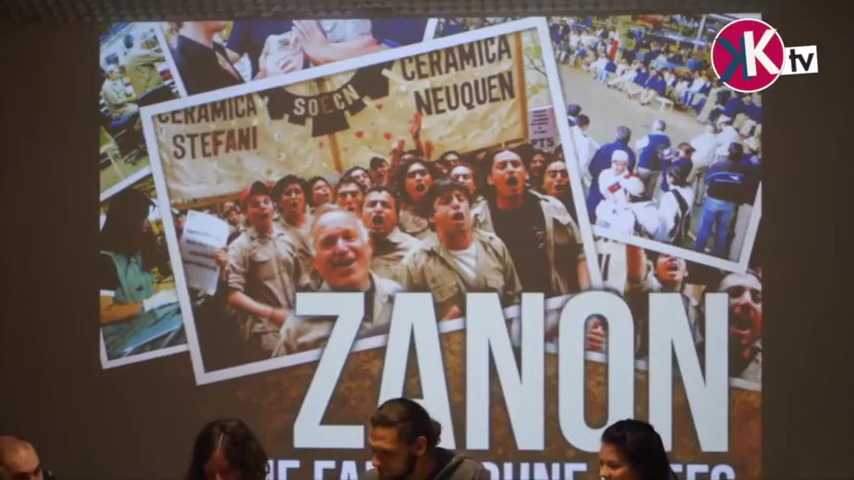 K tv
CERAMICA
STEFANI
SOECN
CERAMICA
NEUQUEN
ZANON